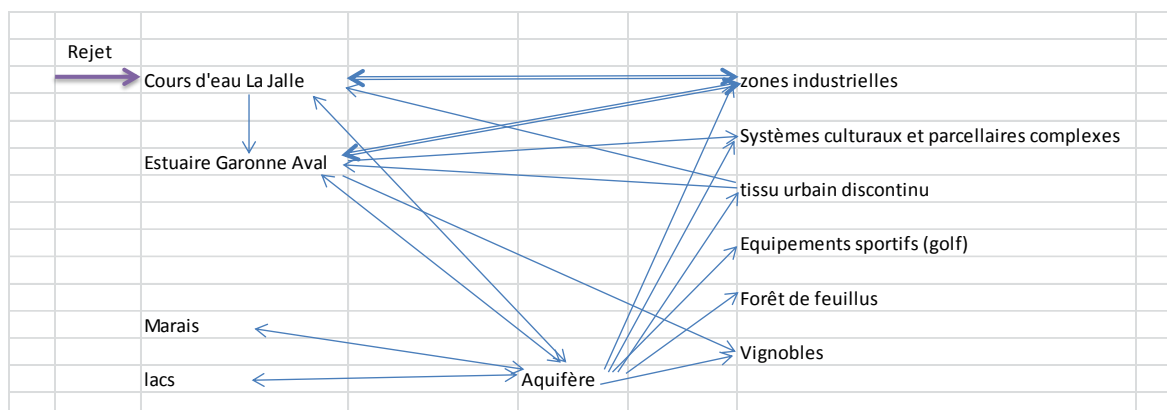 Rejet
Cours d'eau La Jalle
zones industrielles
Systèmes culturaux et parcellaires complexes
Estuaire Garonne Aval
tissu urbain discontinu
Equipements sportifs (golf)
Forêt de feuillus
Marais
Vignobles
lacs
Aquifère